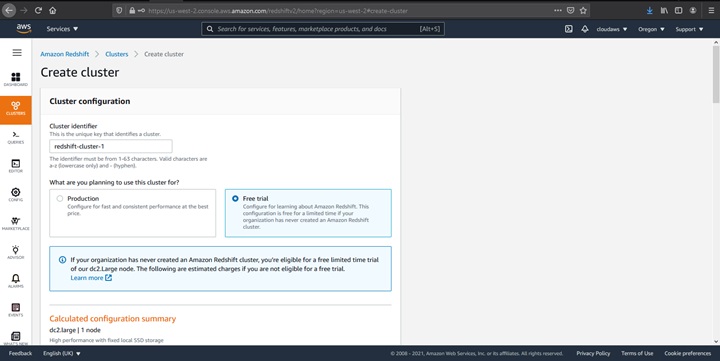 https://us-west-2.console.aws.amazon.com/redshiftv2/home?region=us-west-2#create-cluster
aws
Services
Search for services, features, marketplace products, and docs
[Alt+S]
cloudaws
Oregon
Support
Amazon Redshift > Clusters > Create cluster
Create cluster
DASHBOARD
CLUSTERS
QUERIES
EDITOR
CONFIG
MARKETPLACE
ADVISOR
ALARMS
EVENTS
WHAT'S NEW
Cluster configuration
Cluster identifier
This is the unique key that identifies a cluster.
redshift-cluster-1
The identifier must be from 1-63 characters. Valid characters are
a-z (lowercase only) and - (hyphen).
What are you planning to use this cluster for?
Production
Configure for fast and consistent performance at the best
price.
Free trial
Configure for learning about Amazon Redshift. This
configuration is free for a limited time if your
organization has never created an Amazon Redshift
cluster.
If your organization has never created an Amazon Redshift cluster, you're eligible for a free limited time trial
of our dc2.Large node. The following are estimated charges if you are not eligible for a free trial.
Learn more
Calculated configuration summary
dc2.large | 1 node
High performance with fixed local SSD storage
Feedback
English (UK)
© 2006 - 2021, Amazon Web Services, Inc. or its affiliates. All rights reserved.
Privacy Policy
Terms of Use
Cookie preferences